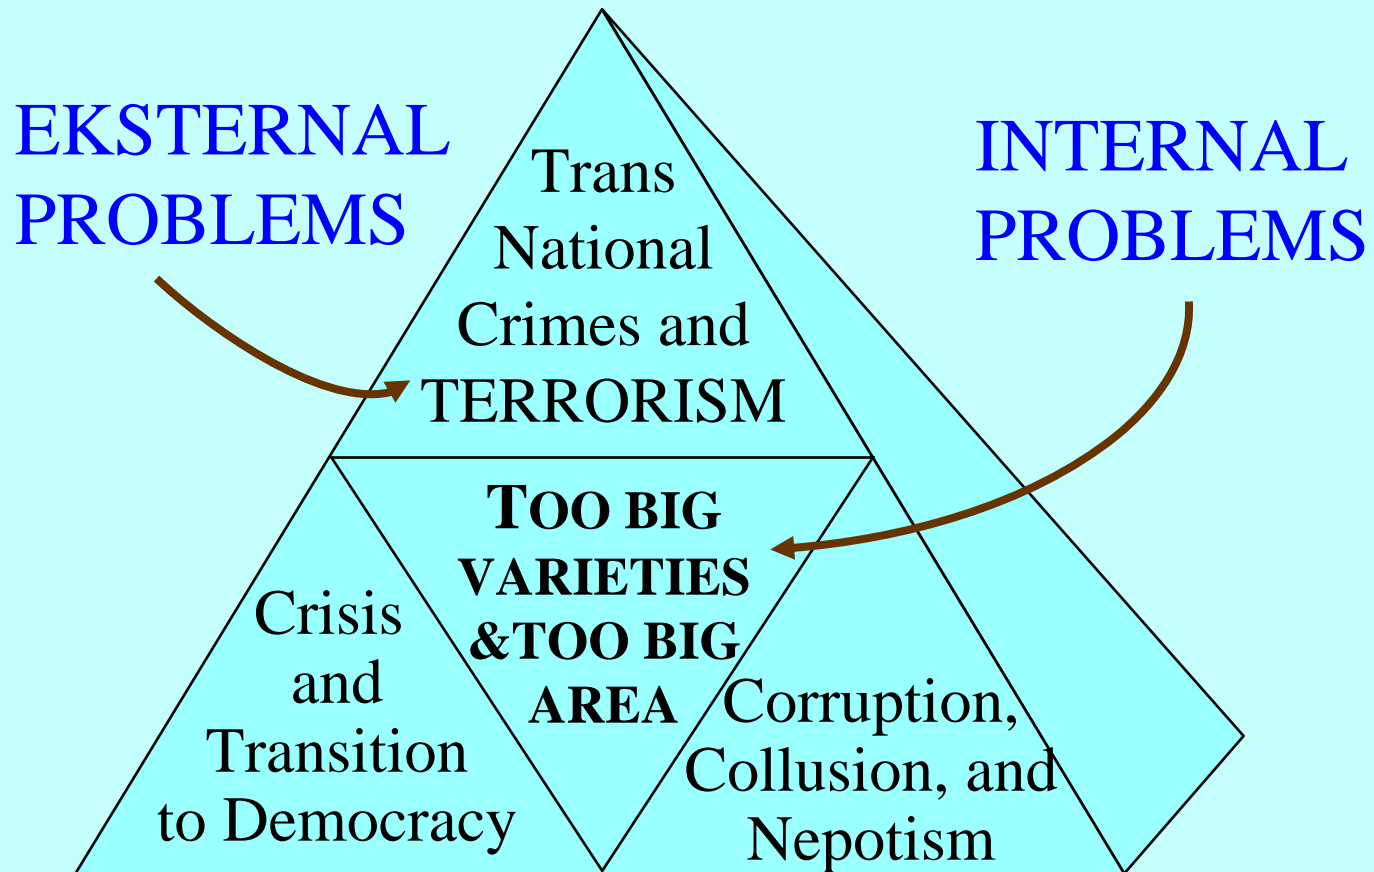 EKSTERNAL
PROBLEMS
INTERNAL
PROBLEMS
Trans
National
Crimes and
TERRORISM
TOO BIG
VARIETIES
&TOO BIG
AREA
Crisis
and
Transition
to Democracy
Corruption,
Collusion, and
Nepotism